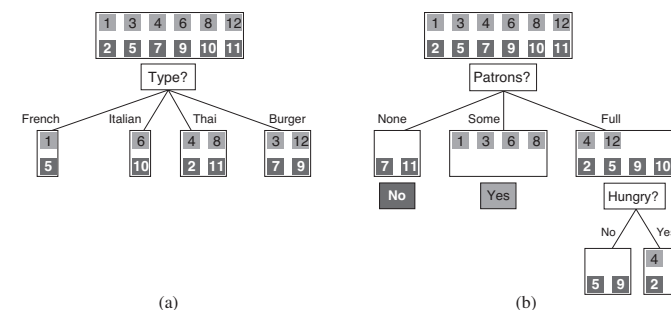 1 3 4 6 8 12
2 5 7 9 10 11
Type?
French Italian Thai Burger
1 6 4 8 3 12
5 10 2 11 7 9
(a)
1 3 4 6 8 12
2 5 7 9 10 11
Patrons?
None Some Full
1 3 6 8 4 12
7 11 2 5 9 10
No Yes Hungry?
No
4
5 9 2
(b)